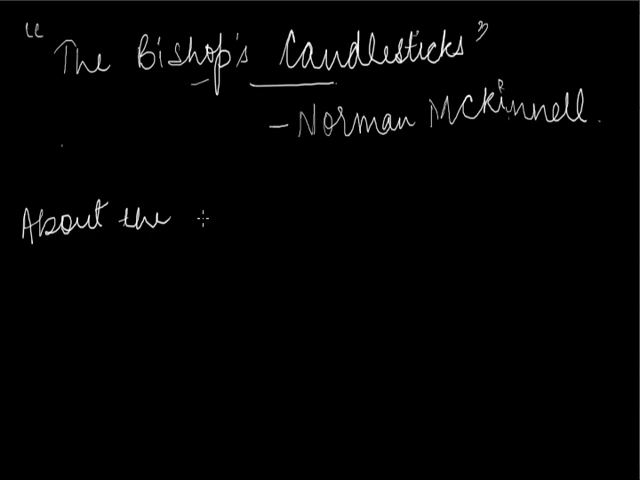 "The Bishop's Candlesticks"
- Norman McKinnell.
About the